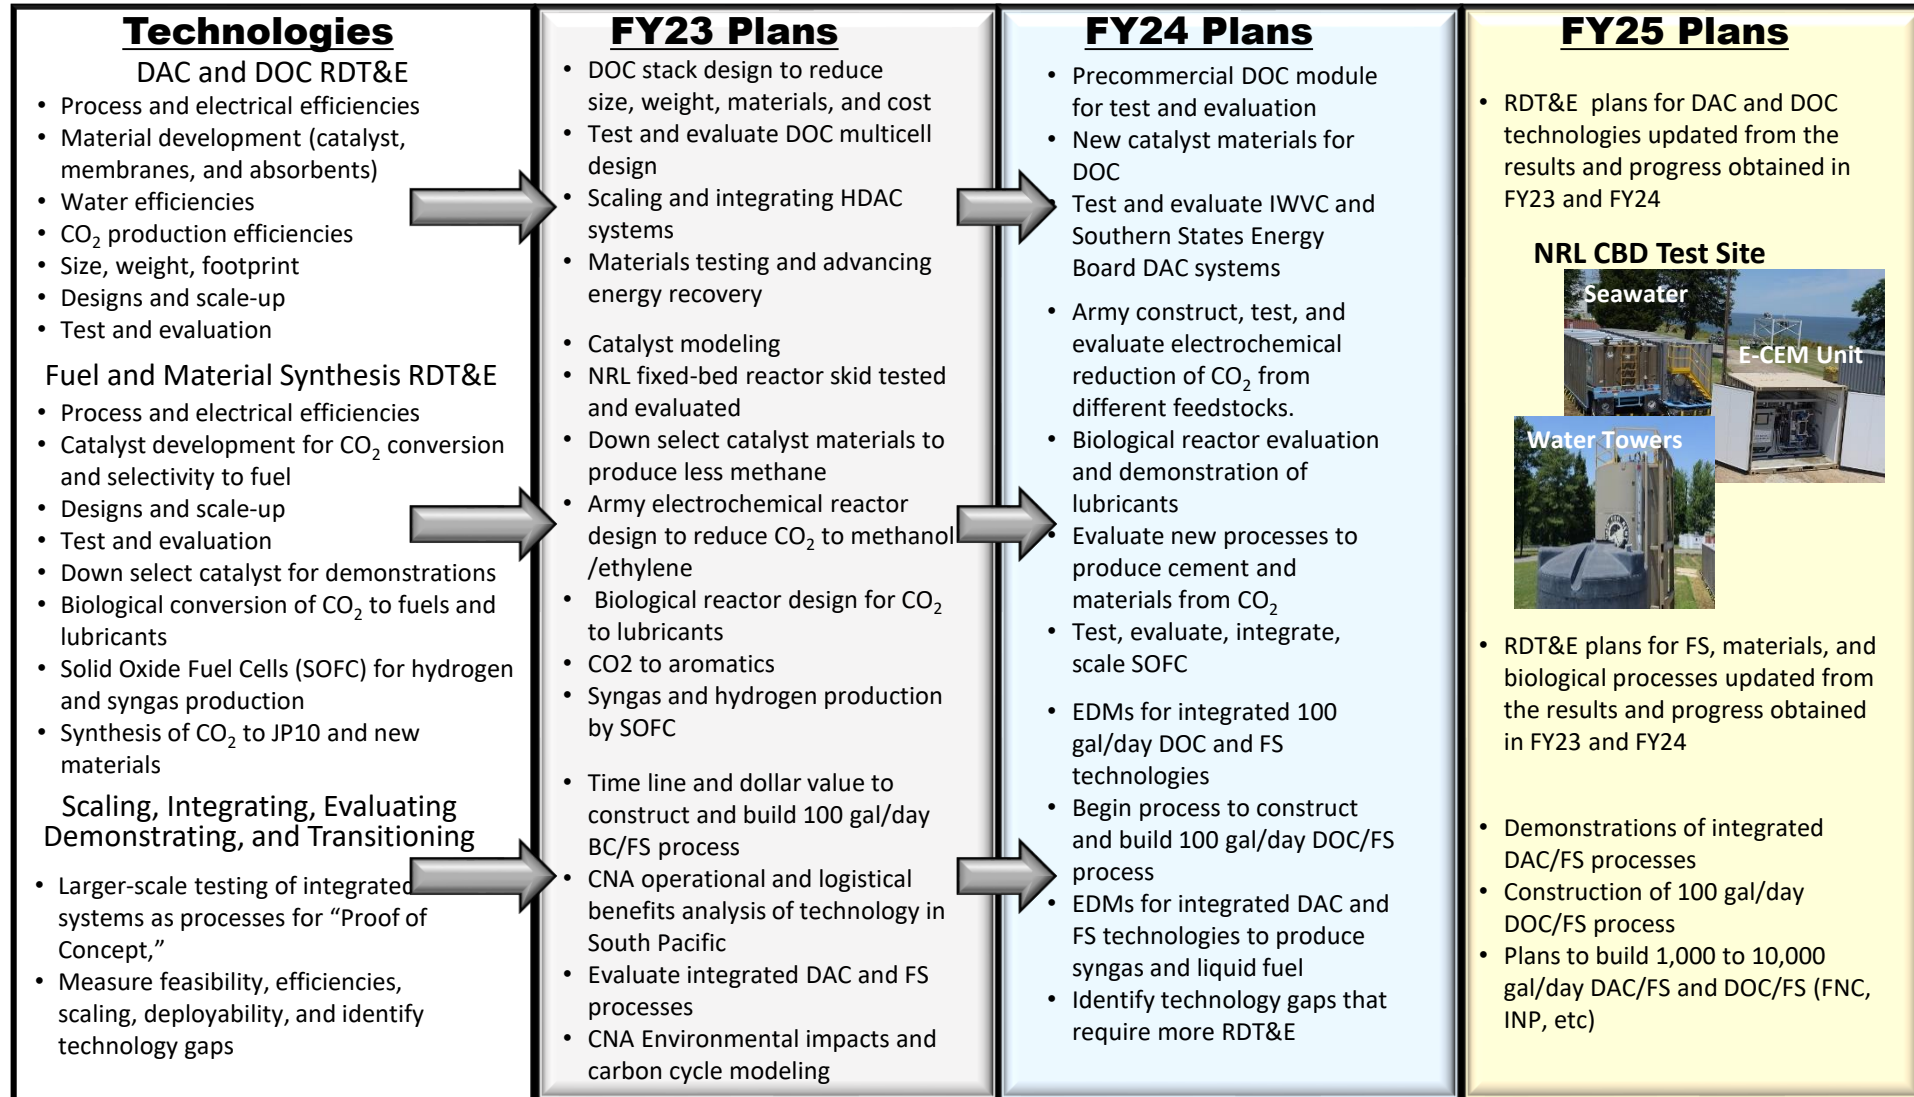 Technologies
DAC and DOC RDT&E
• Process and electrical efficiencies
• Material development (catalyst,
membranes, and absorbents)
• Water efficiencies
• CO₂ production efficiencies
• Size, weight, footprint
• Designs and scale-up
• Test and evaluation
Fuel and Material Synthesis RDT&E
• Process and electrical efficiencies
• Catalyst development for CO₂ conversion
and selectivity to fuel
• Designs and scale-up
• Test and evaluation
• Down select catalyst for demonstrations
• Biological conversion of CO₂ to fuels and
lubricants
• Solid Oxide Fuel Cells (SOFC) for hydrogen
and syngas production
• Synthesis of CO₂ to JP10 and new
materials
Scaling, Integrating, Evaluating
Demonstrating, and Transitioning
• Larger-scale testing of integrated
systems as processes for “Proof of
Concept,”
• Measure feasibility, efficiencies,
scaling, deployability, and identify
technology gaps
FY23 Plans
• DOC stack design to reduce
size, weight, materials, and cost
• Test and evaluate DOC multicell
design
• Scaling and integrating HDAC
systems
• Materials testing and advancing
energy recovery
• Catalyst modeling
• NRL fixed-bed reactor skid tested
and evaluated
• Down select catalyst materials to
produce less methane
• Army electrochemical reactor
design to reduce CO₂ to methanol
/ethylene
• Biological reactor design for CO₂
to lubricants
• CO2 to aromatics
• Syngas and hydrogen production
by SOFC
• Time line and dollar value to
construct and build 100 gal/day
BC/FS process
• CNA operational and logistical
benefits analysis of technology in
South Pacific
• Evaluate integrated DAC and FS
processes
• CNA Environmental impacts and
carbon cycle modeling
FY24 Plans
• Precommercial DOC module
for test and evaluation
• New catalyst materials for
DOC
• Test and evaluate IWVC and
Southern States Energy
Board DAC systems
• Army construct, test, and
evaluate electrochemical
reduction of CO₂ from
different feedstocks.
• Biological reactor evaluation
and demonstration of
lubricants
• Evaluate new processes to
produce cement and
materials from CO₂
• Test, evaluate, integrate,
scale SOFC
• EDMs for integrated 100
gal/day DOC and FS
technologies
• Begin process to construct
and build 100 gal/day DOC/FS
process
• EDMs for integrated DAC and
FS technologies to produce
syngas and liquid fuel
• Identify technology gaps that
require more RDT&E
FY25 Plans
• RDT&E plans for DAC and DOC
technologies updated from the
results and progress obtained in
FY23 and FY24
NRL CBD Test Site
Seawater
E-CEM Unit
Water Towers
• RDT&E plans for FS, materials, and
biological processes updated from
the results and progress obtained
in FY23 and FY24
• Demonstrations of integrated
DAC/FS processes
• Construction of 100 gal/day
DOC/FS process
• Plans to build 1,000 to 10,000
gal/day DAC/FS and DOC/FS (FNC,
INP, etc)